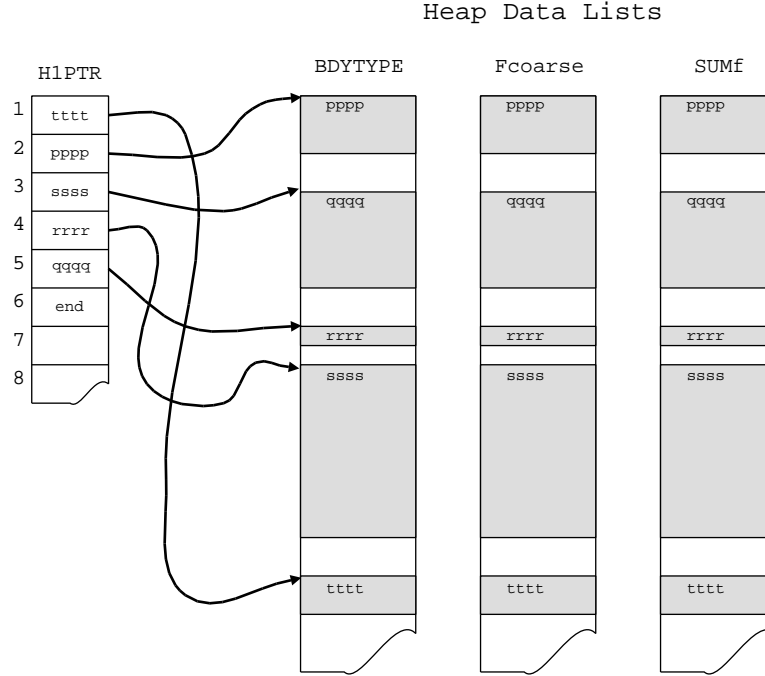 Heap Data Lists
H1PTR
BDYTYPE
Fcoarse
SUMf
1
tttt
2
pppp
3
ssss
4
rrrr
5
qqqq
6
end
7
8
pppp
qqqq
rrrr
ssss
tttt
pppp
qqqq
rrrr
ssss
tttt
pppp
qqqq
rrrr
ssss
tttt